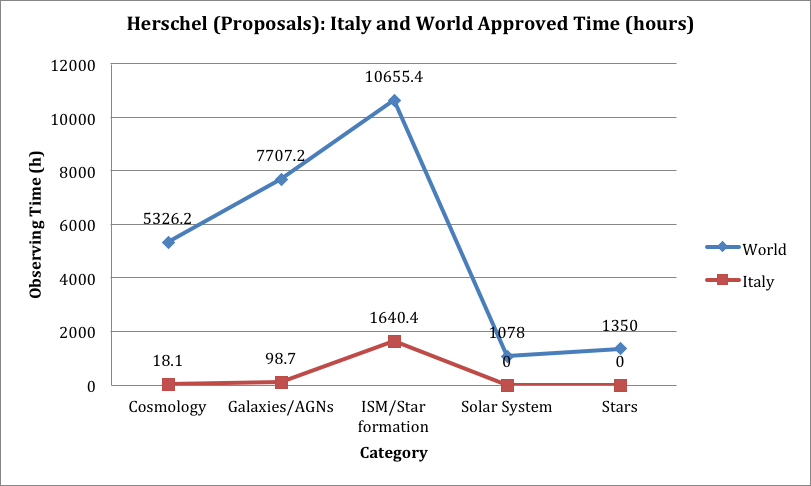 Herschel (Proposals): Italy and World Approved Time (hours)
12000
10000
8000
6000
4000
2000
0
Observing Time (h)
5326.2
7707.2
10655.4
1078
1350
18.1
98.7
1640.4
0
0
Cosmology
Galaxies/AGNs
ISM/Star
formation
Solar System
Stars
Category
World
Italy